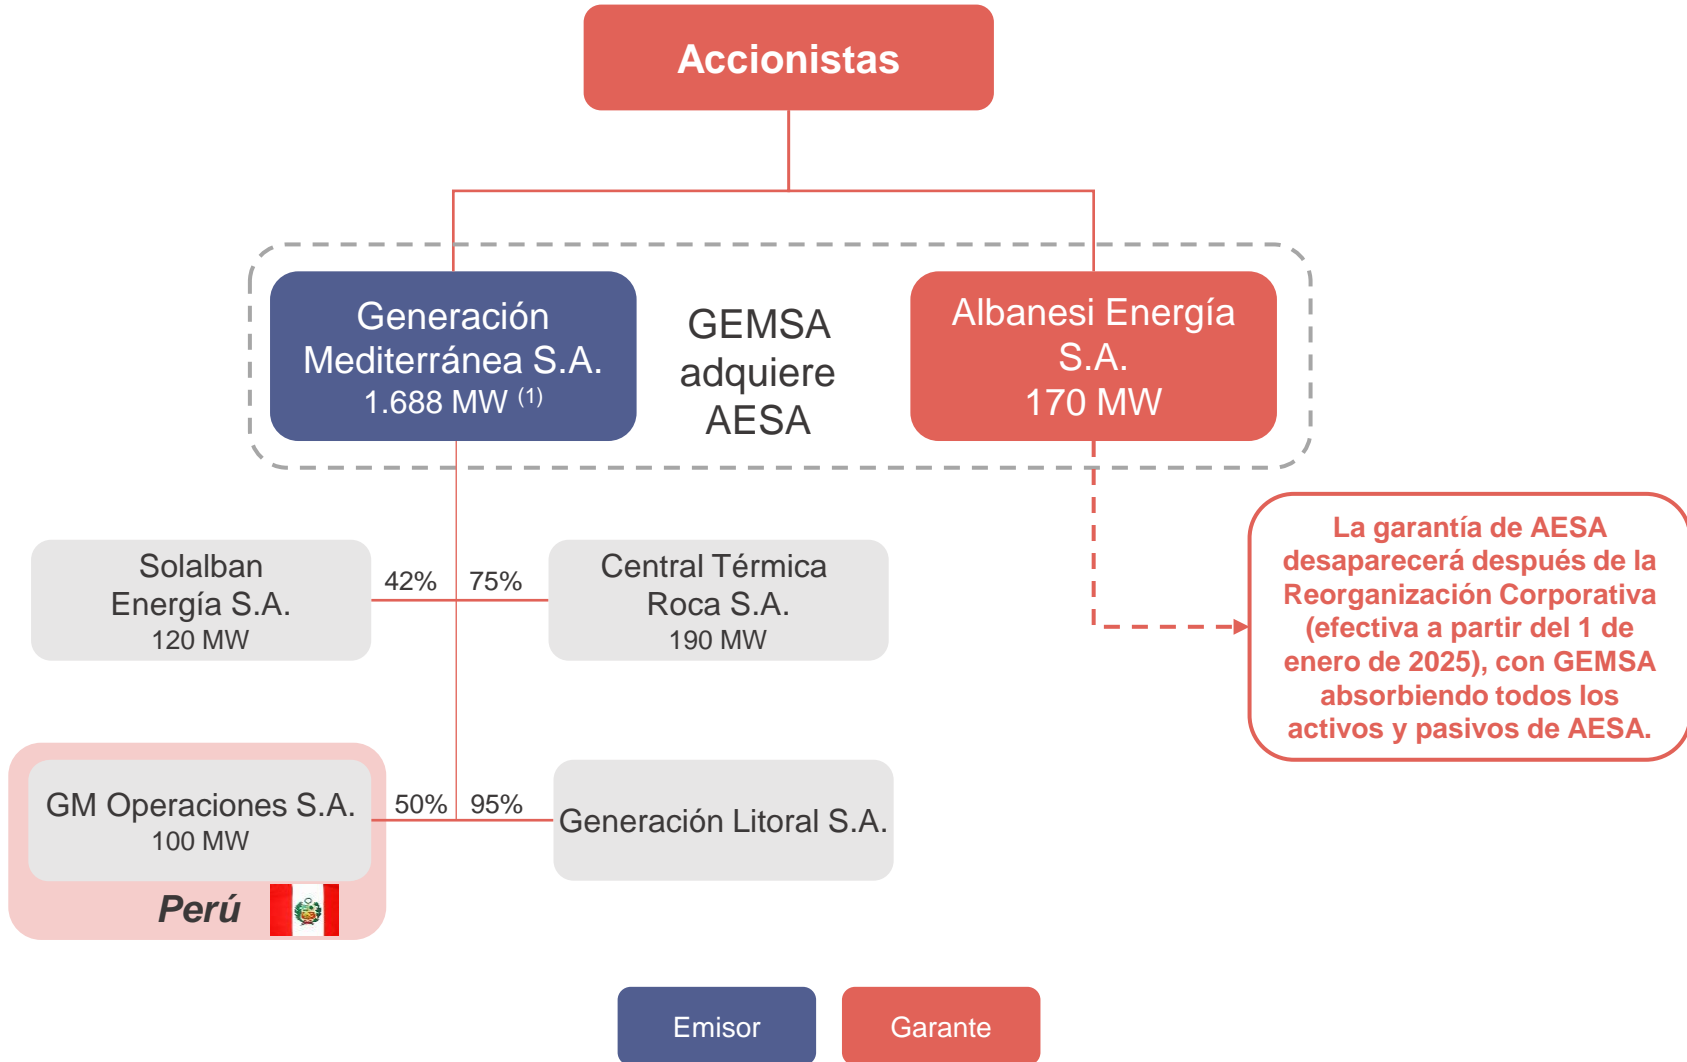 Accionistas
Generación
Mediterránea S.A.
1.688 MW (1)
GEMSA
adquiere
AESA
Albanesi Energía
S.A.
170 MW
Solalban
Energía S.A.
120 MW
42%
75%
Central Térmica
Roca S.A.
190 MW
La garantía de AESA
desaparecerá después de la
Reorganización Corporativa
(efectiva a partir del 1 de
enero de 2025), con GEMSA
absorbiendo todos los
activos y pasivos de AESA.
GM Operaciones S.A.
100 MW
50%
95%
Generación Litoral S.A.
Perú
Emisor
Garante